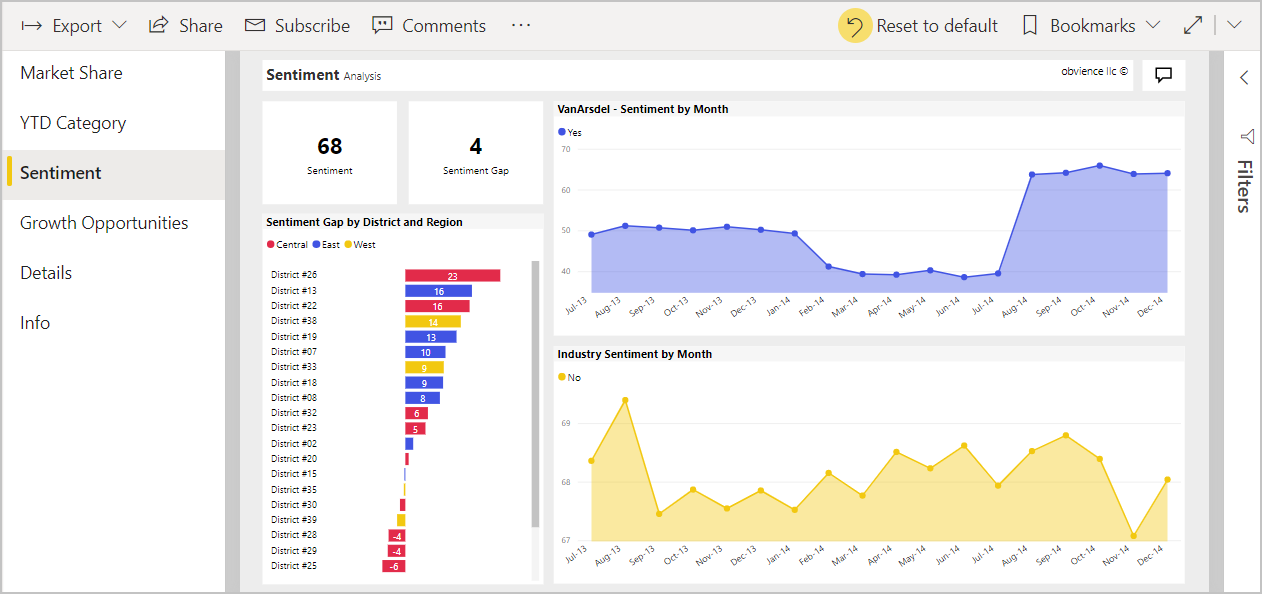 Export Share Subscribe Comments ... Reset to default Bookmarks
Market Share
YTD Category
Sentiment
Growth Opportunities
Details
Info
Sentiment Analysis
obvience llc ©
68
Sentiment
4
Sentiment Gap
Sentiment Gap by District and Region
Central East West
District #26 23
District #13 16
District #22 16
District #38 14
District #19 13
District #07 10
District #33 9
District #18 9
District #08 8
District #32 6
District #23 5
District #02
District #20
District #15
District #35
District #30
District #39
District #28 -4
District #29 -4
District #25 -6
VanArsdel - Sentiment by Month
Yes
70
60
50
40
Jul-13 Aug-13 Sep-13 Oct-13 Nov-13 Dec-13 Jan-14 Feb-14 Mar-14 Apr-14 May-14 Jun-14 Jul-14 Aug-14 Sep-14 Oct-14 Nov-14 Dec-14
Industry Sentiment by Month
No
69
68
67
Jul-13 Aug-13 Sep-13 Oct-13 Nov-13 Dec-13 Jan-14 Feb-14 Mar-14 Apr-14 May-14 Jun-14 Jul-14 Aug-14 Sep-14 Oct-14 Nov-14 Dec-14
Filters